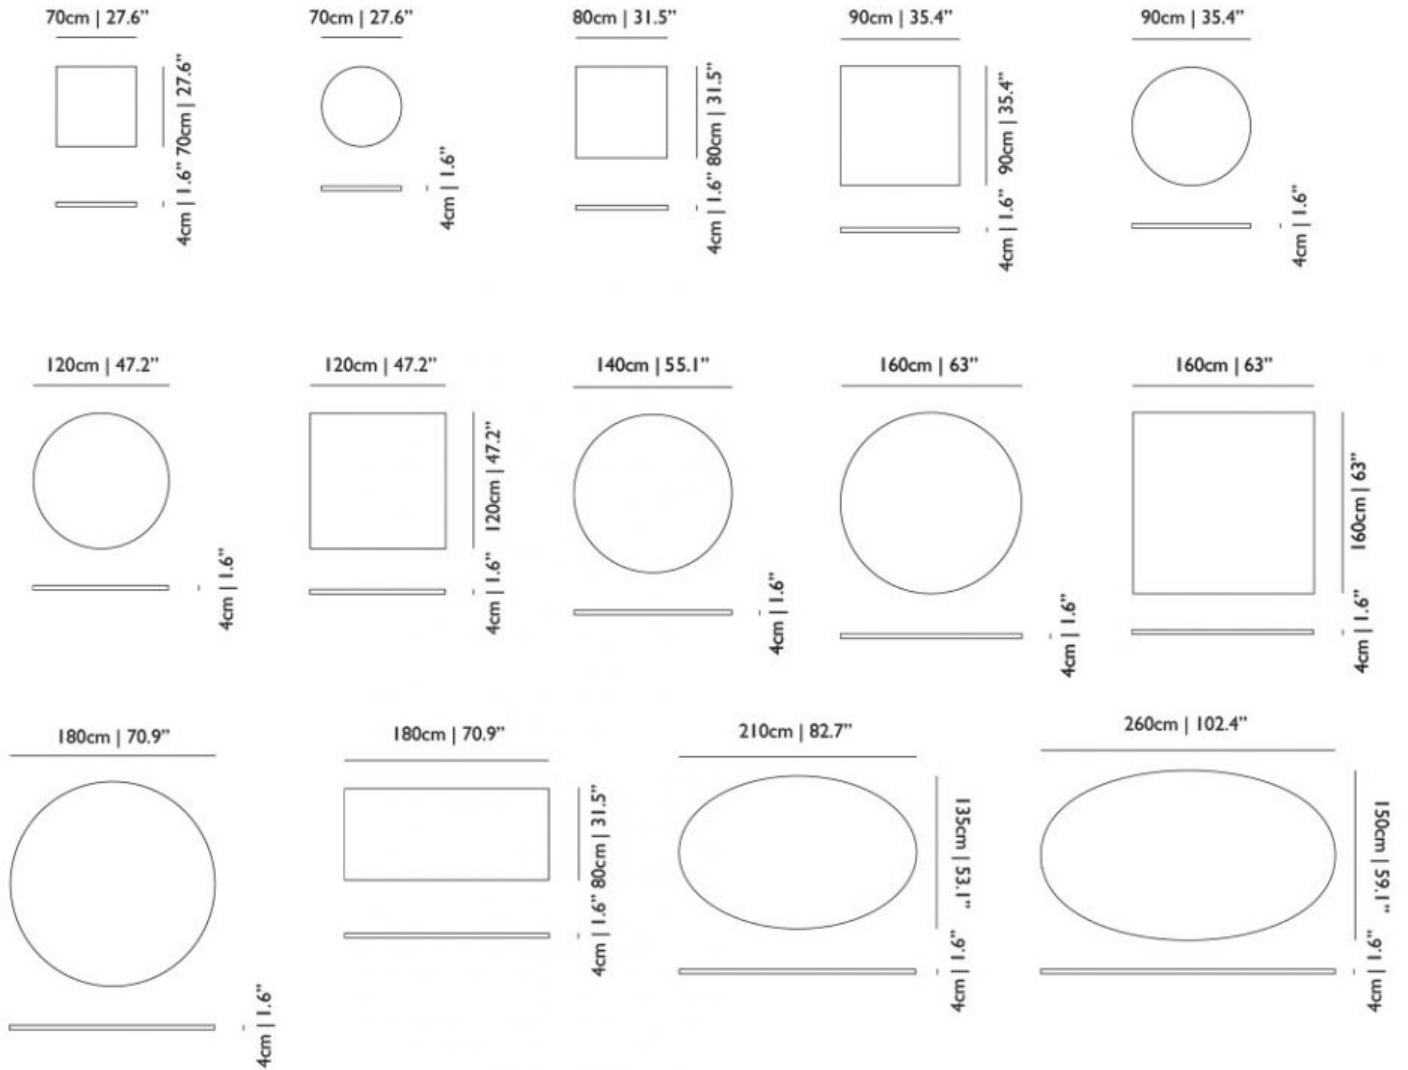 70cm | 27.6”
70cm | 27.6”
4cm | 1.6”
70cm | 27.6”
4cm | 1.6”
80cm | 31.5”
80cm | 31.5”
4cm | 1.6”
90cm | 35.4”
90cm | 35.4”
4cm | 1.6”
90cm | 35.4”
4cm | 1.6”
120cm | 47.2”
4cm | 1.6”
120cm | 47.2”
120cm | 47.2”
4cm | 1.6”
140cm | 55.1”
4cm | 1.6”
160cm | 63”
4cm | 1.6”
160cm | 63”
160cm | 63”
4cm | 1.6”
180cm | 70.9”
4cm | 1.6”
180cm | 70.9”
80cm | 31.5”
4cm | 1.6”
210cm | 82.7”
135cm | 53.1”
4cm | 1.6”
260cm | 102.4”
150cm | 59.1”
4cm | 1.6”